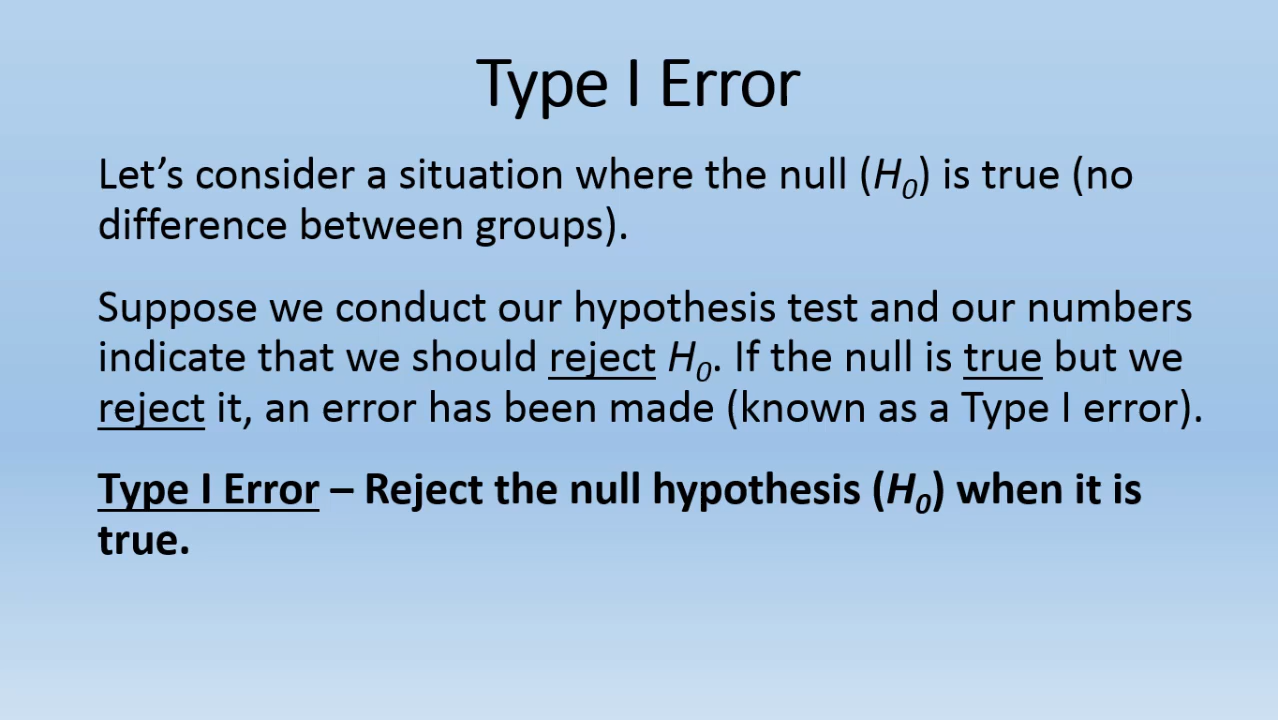 Type I Error
Let’s consider a situation where the null (H0) is true (no
difference between groups).
Suppose we conduct our hypothesis test and our numbers
indicate that we should reject H0. If the null is true but we
reject it, an error has been made (known as a Type I error).
Type I Error – Reject the null hypothesis (H0) when it is
true.